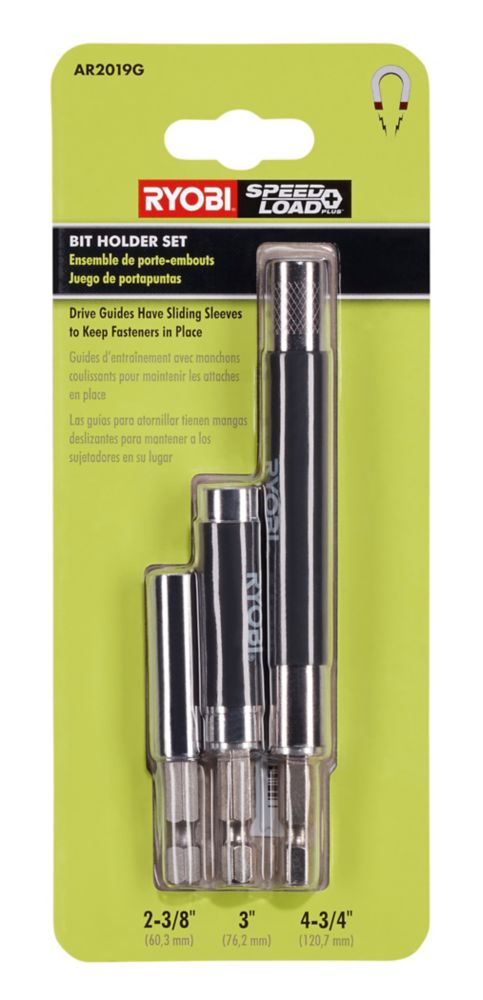 AR2019G
RYOBI SPEED LOAD PLUS
BIT HOLDER SET
Ensemble de porte-embouts
Juego de portapuntas
Drive Guides Have Sliding Sleeves
to Keep Fasteners in Place
Guides d'entraînement avec manchons
coulissants pour maintenir les attaches
en place
Las guías para atornillar tienen mangas
deslizantes para mantener a los
sujetadores en su lugar
RYOBI
RYOBI
2-3/8" 3" 4-3/4"
(60,3 mm) (76,2 mm) (120,7 mm)